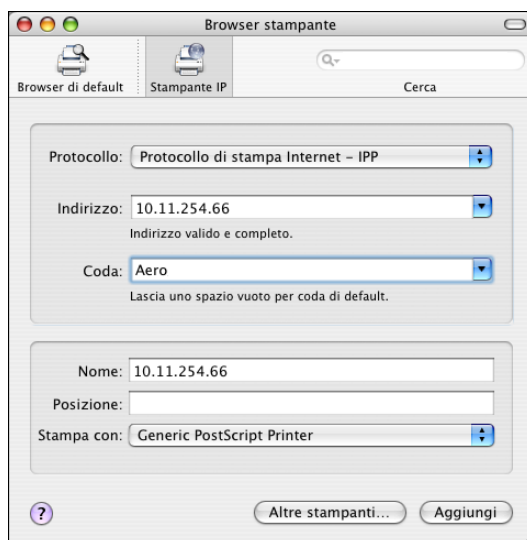 Browser stampante
Browser di default
Stampante IP
Cerca
Protocollo: Protocollo di stampa Internet – IPP
Indirizzo: 10.11.254.66
Indirizzo valido e completo.
Coda: Aero
Lascia uno spazio vuoto per coda di default.
Nome: 10.11.254.66
Posizione:
Stampa con: Generic PostScript Printer
?
Altre stampanti...
Aggiungi